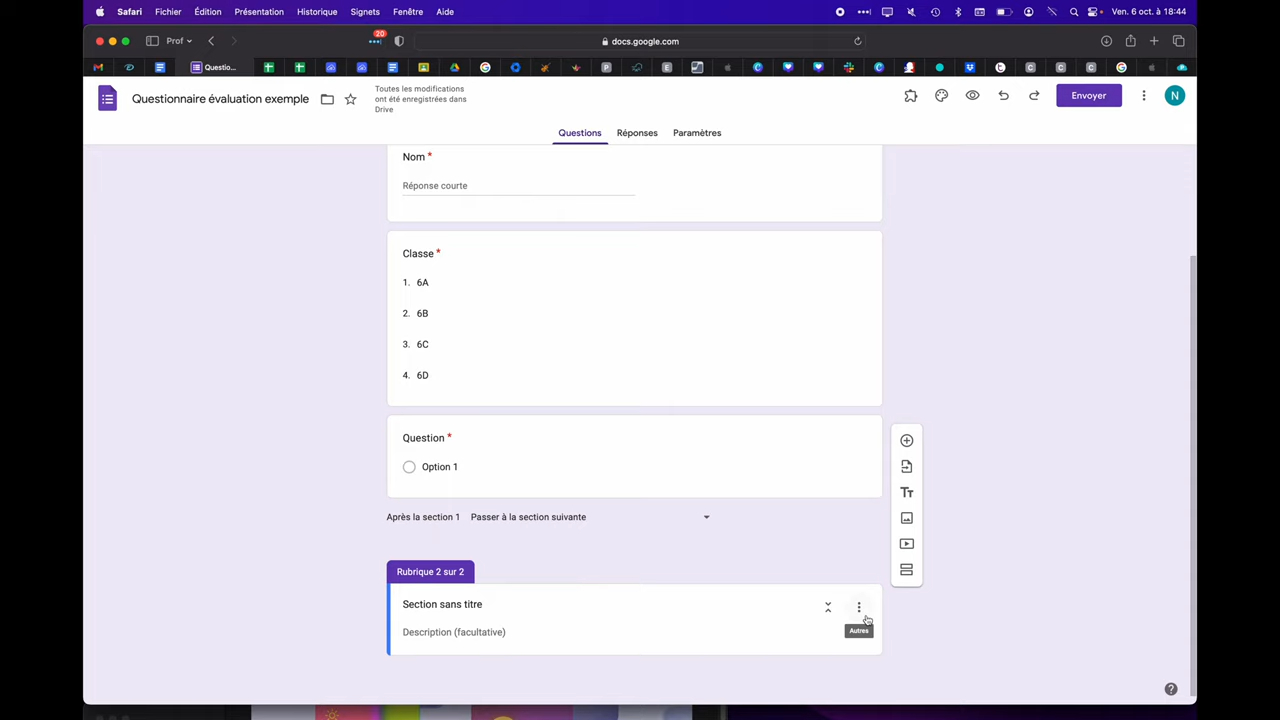 Safari Fichier Édition Présentation Historique Signets Fenêtre Aide Ven. 6 oct. à 18:44
20
Prof docs.google.com
Questio...
Questionnaire évaluation exemple
Toutes les modifications
ont été enregistrées dans
Drive
Envoyer
N
Questions Réponses Paramètres
Nom *
Réponse courte
Classe *
1. 6A
2. 6B
3. 6C
4. 6D
Question *
Option 1
Après la section 1 Passer à la section suivante
Rubrique 2 sur 2
Section sans titre
Description (facultative)
Autres